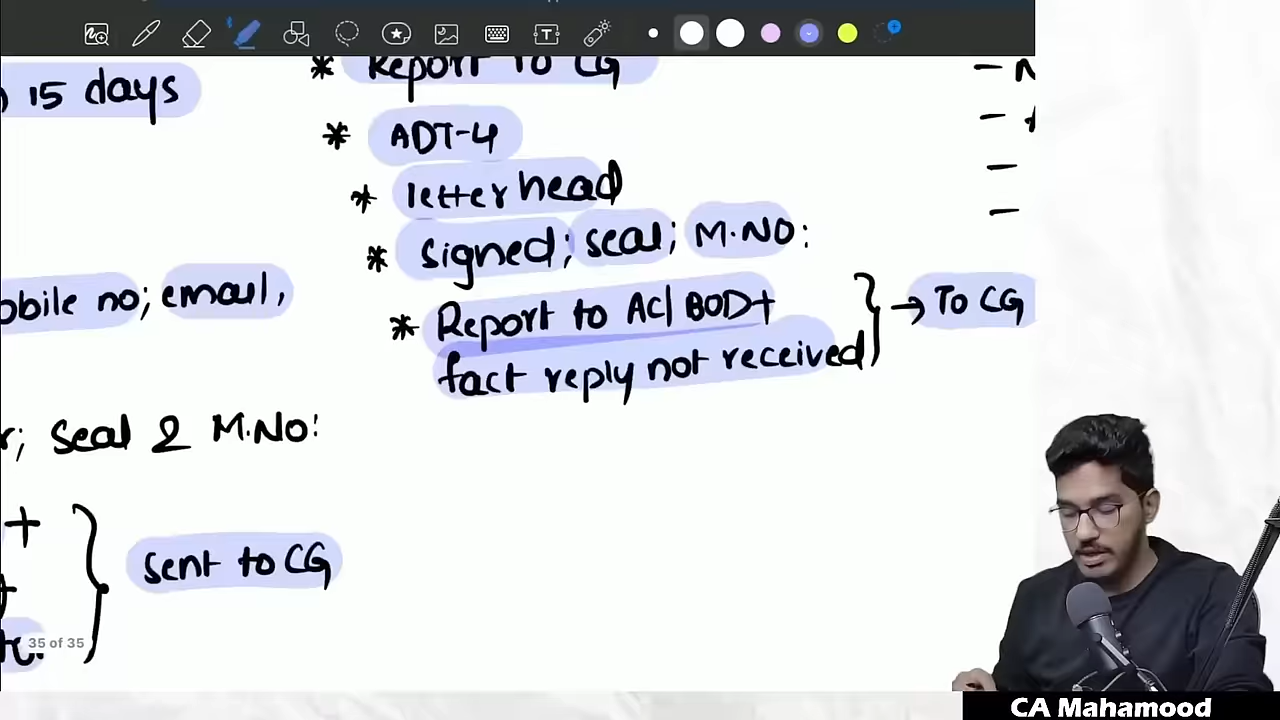 15 days
* Report to CG
* ADT-4
* letter head
* signed; seal; M.NO:
obile no; email,
* Report to AC/BOD+
fact reply not received
→ TO CG
; seal & M.NO:
+
sent to CG
35 of 35
CA Mahamood